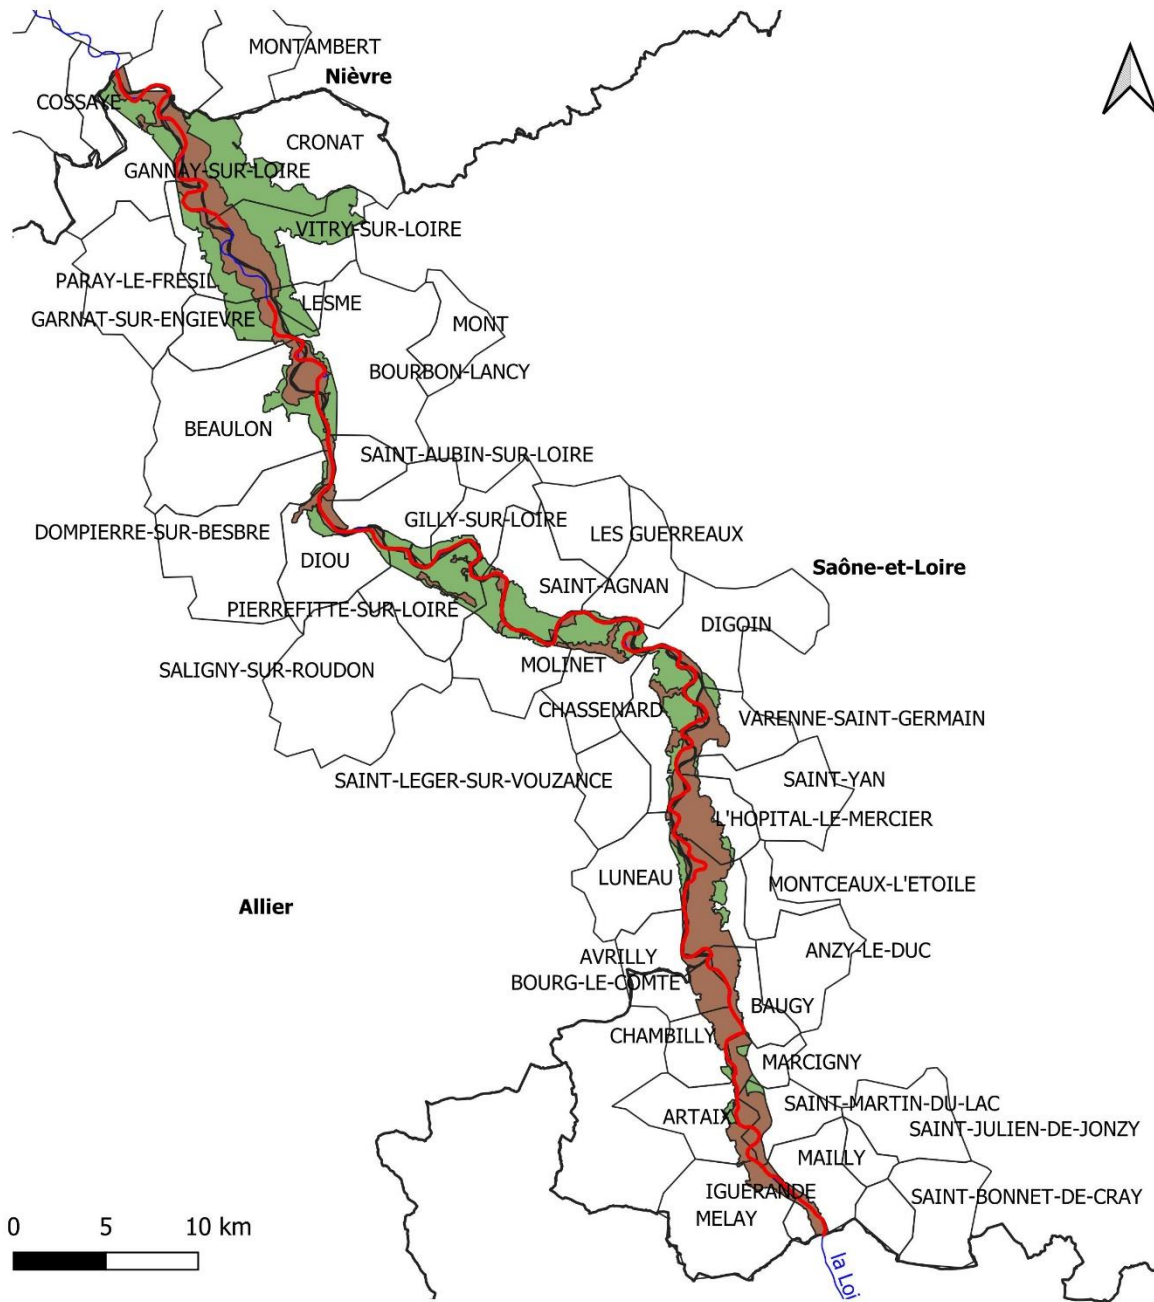 MONTAMBERT
Nièvre
COSSAYE
CRONAT
GANNAY-SUR-LOIRE
VITRY-SUR-LOIRE
PARAY-LE-FRESIL
LESME
GARNAT-SUR-ENGIEVRE
MONT
BOURBON-LANCY
BEAULON
SAINT-AUBIN-SUR-LOIRE
GILLY-SUR-LOIRE
DOMPIERRE-SUR-BESBRE
LES GUERREAUX
DIOU
Saône-et-Loire
SAINT-AGNAN
PIERREFITTE-SUR-LOIRE
DIGOIN
MOLINET
SALIGNY-SUR-ROUDON
CHASSENARD
VARENNE-SAINT-GERMAIN
SAINT-LEGER-SUR-VOUZANCE
SAINT-YAN
L'HOPITAL-LE-MERCIER
LUNEAU
MONTCEAUX-L'ETOILE
Allier
AVRILLY
ANZY-LE-DUC
BOURG-LE-COMTE
BAUGY
CHAMBILLY
MARCIGNY
SAINT-MARTIN-DU-LAC
ARTAIX
SAINT-JULIEN-DE-JONZY
MAILLY
IGUERANDE
SAINT-BONNET-DE-CRAY
MELAY
0 5 10 km
la Loi